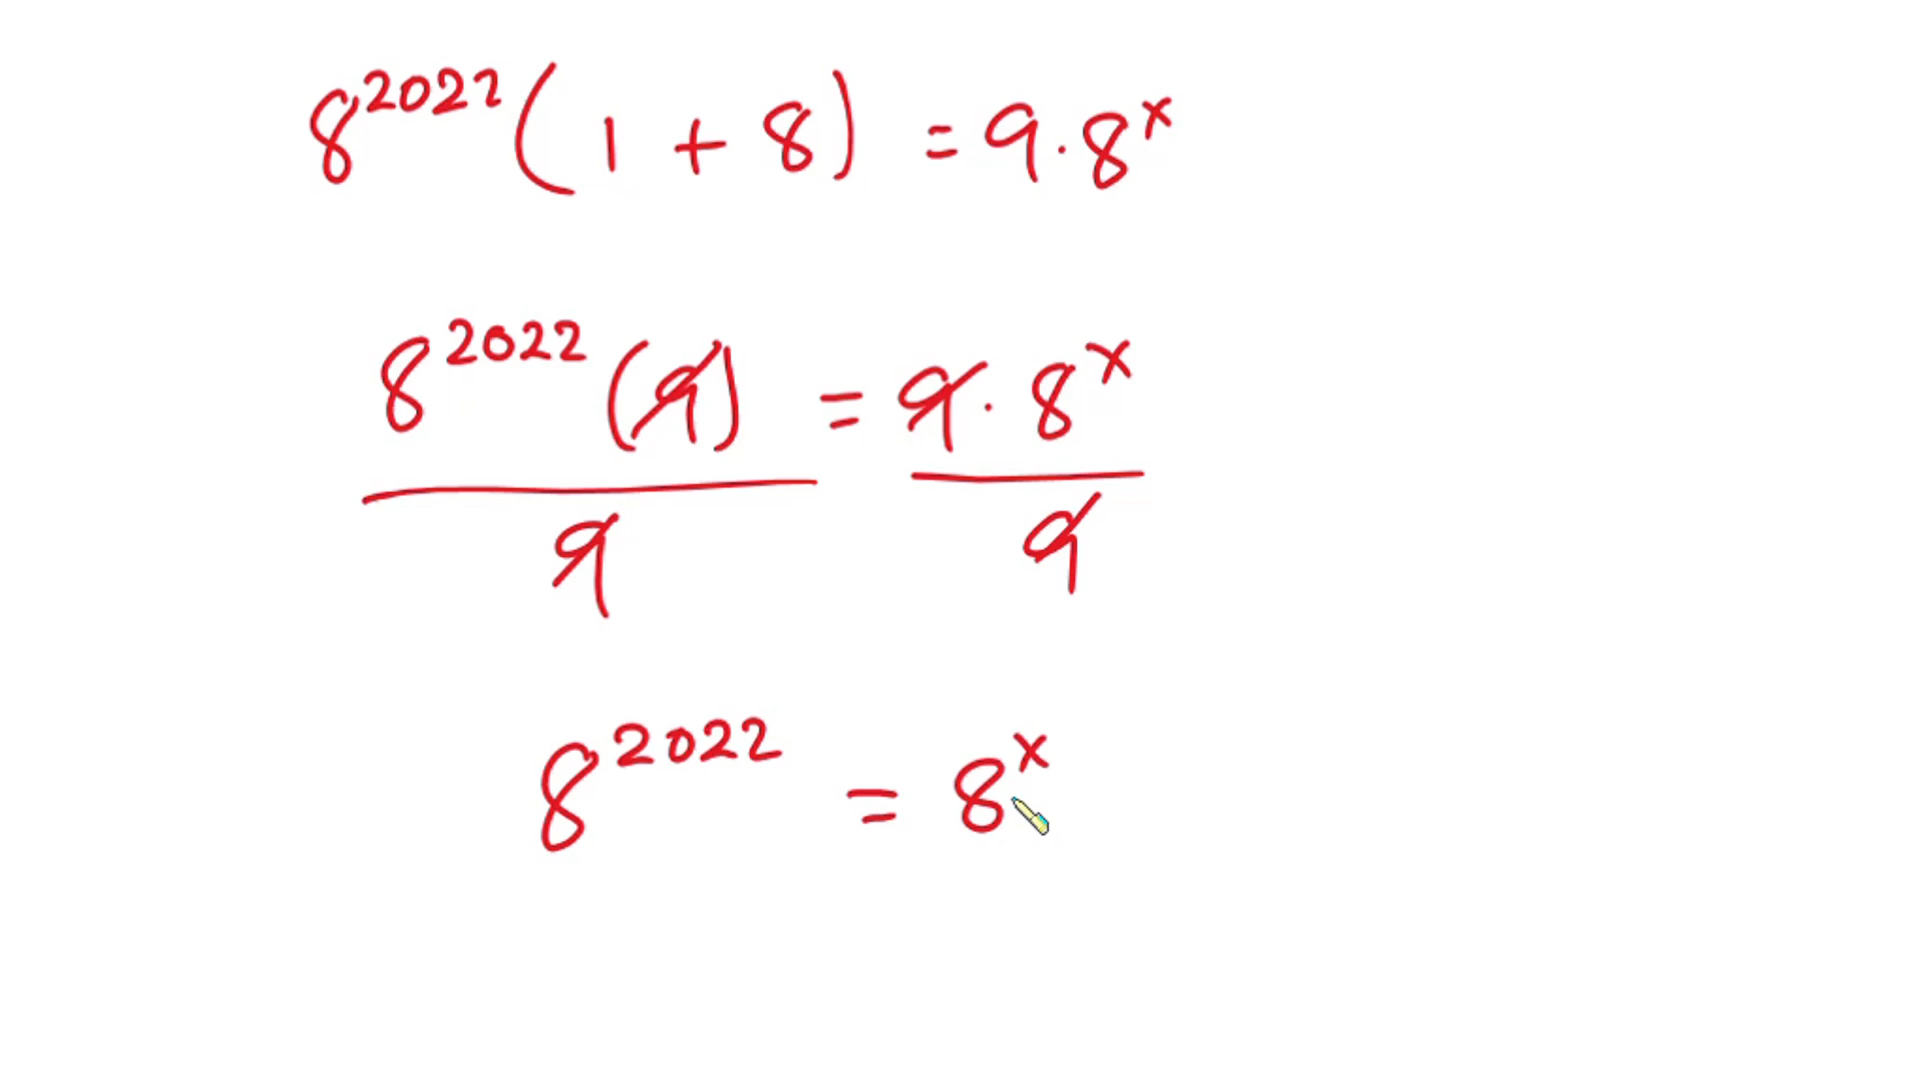 8^2022 (1 + 8) = 9 · 8^x
8^2022 (9) / 9 = 9 · 8^x / 9
8^2022 = 8^x